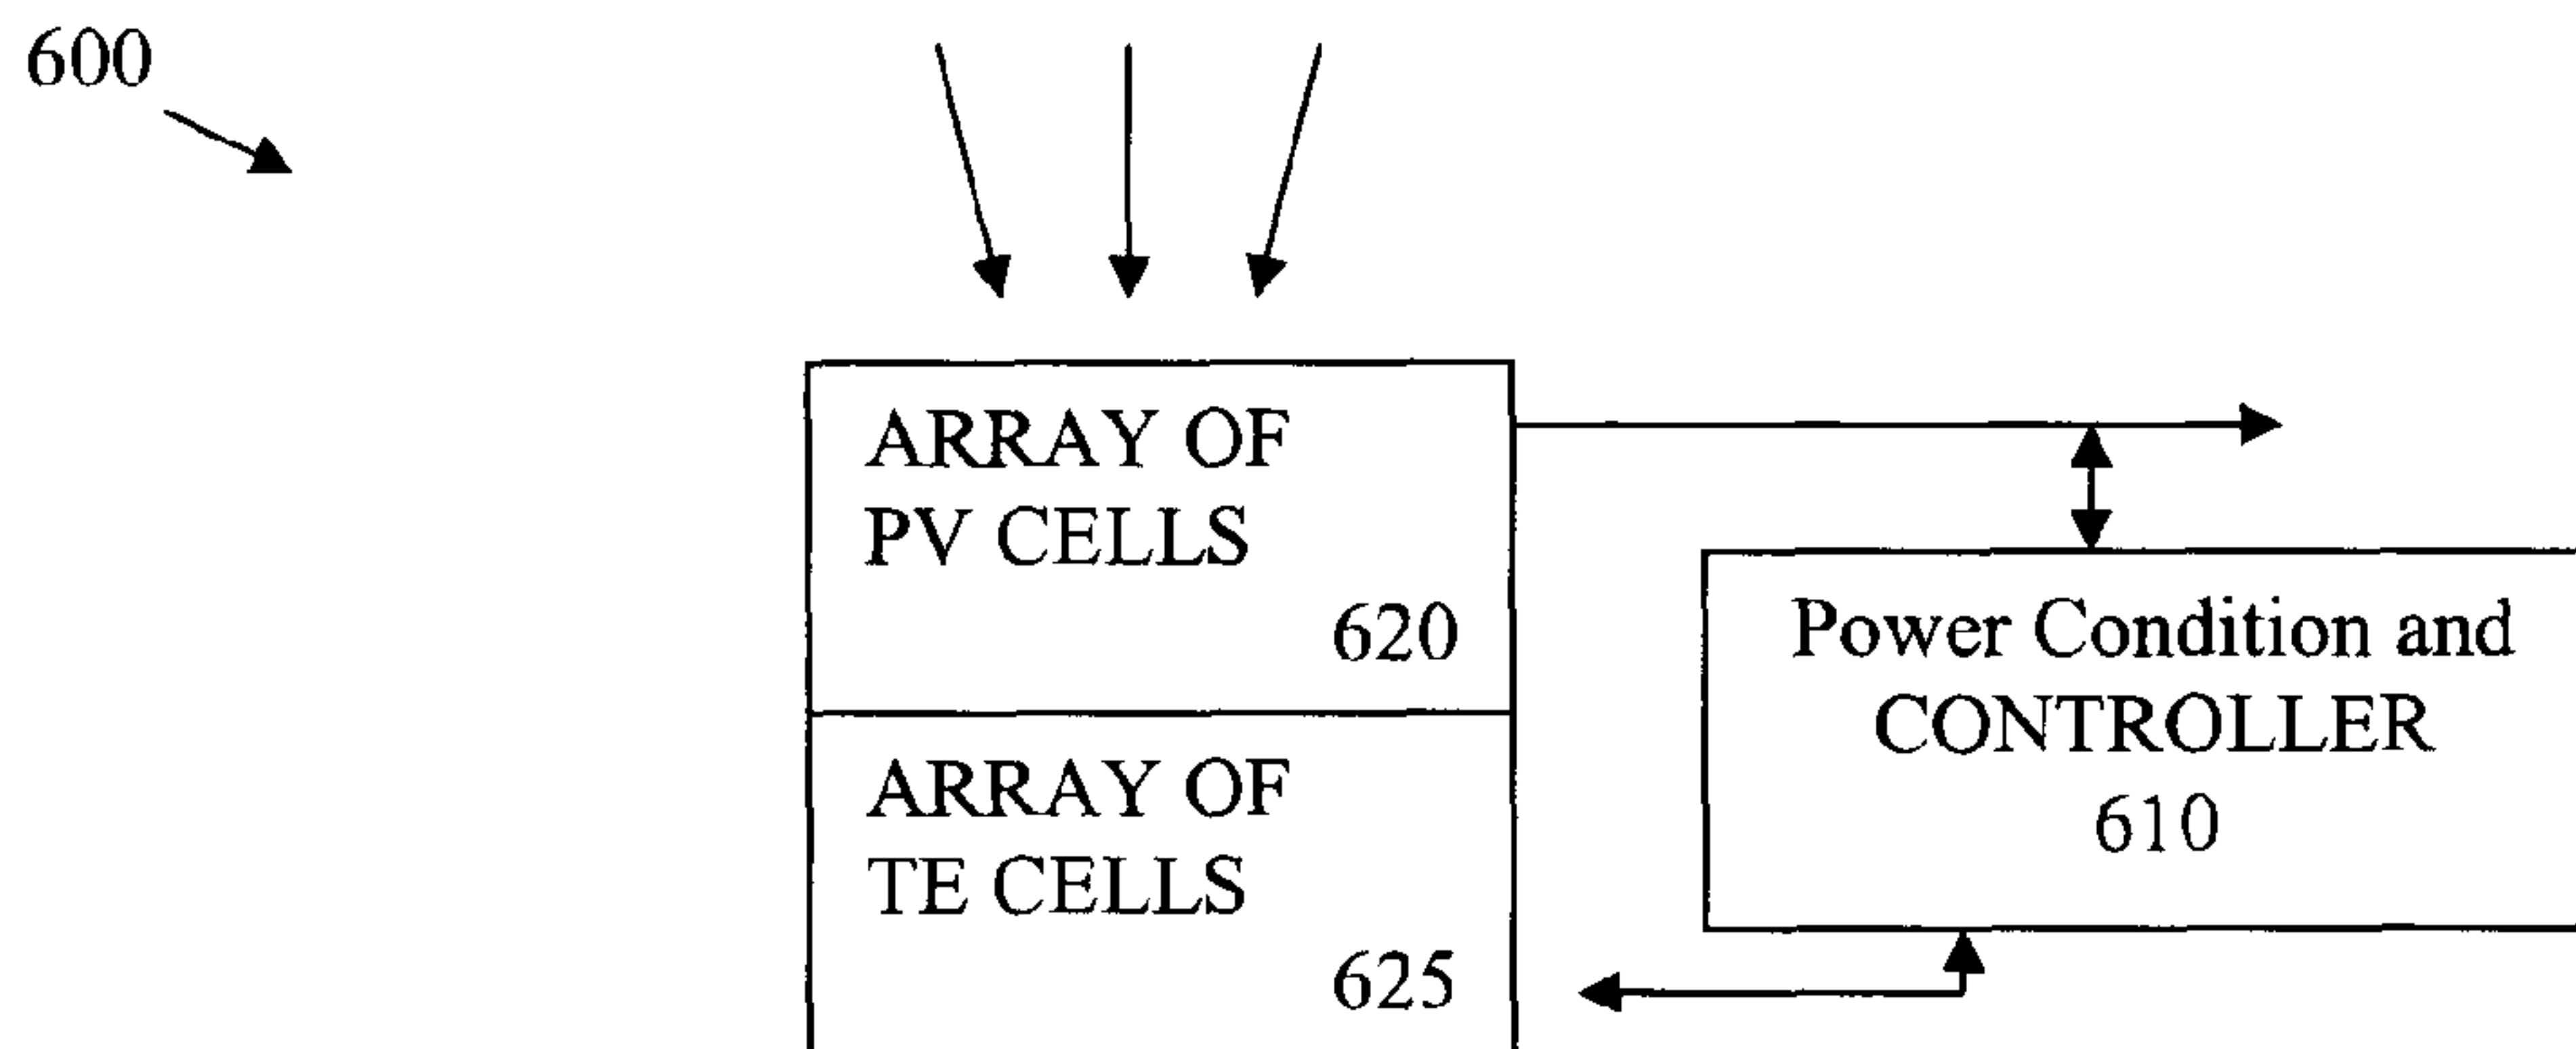 600
ARRAY OF
PV CELLS
620
Power Condition and
CONTROLLER
610
ARRAY OF
TE CELLS
625